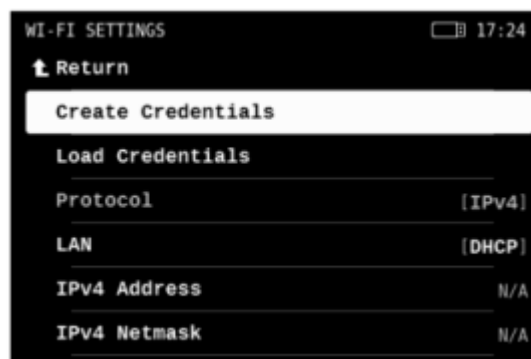 WI-FI SETTINGS 17:24
Return
Create Credentials
Load Credentials
Protocol [IPv4]
LAN [DHCP]
IPv4 Address N/A
IPv4 Netmask N/A